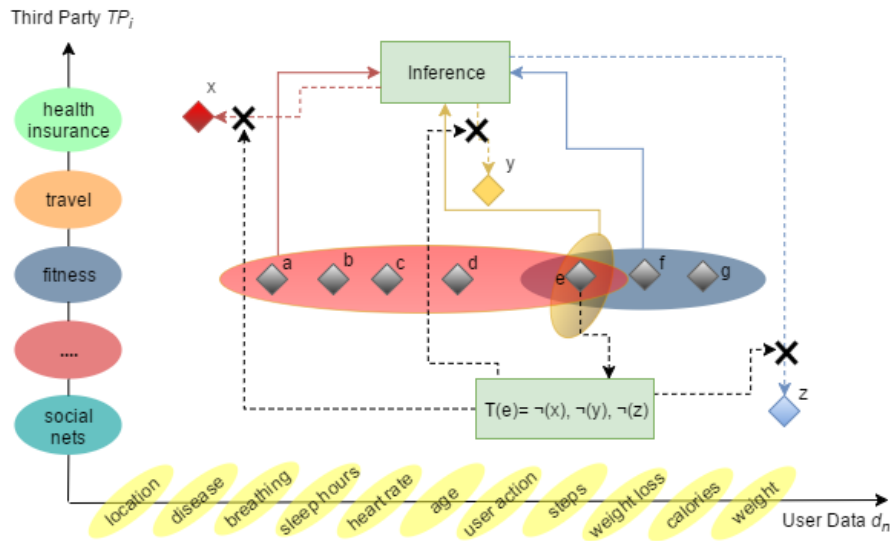 Third Party TPᵢ
health
insurance
travel
fitness
....
social
nets
Inference
x
y
a
b
c
d
e
f
g
z
T(e)= ¬(x), ¬(y), ¬(z)
location
disease
breathing
sleep hours
heart rate
age
user action
steps
weight loss
calories
weight
User Data dₙ